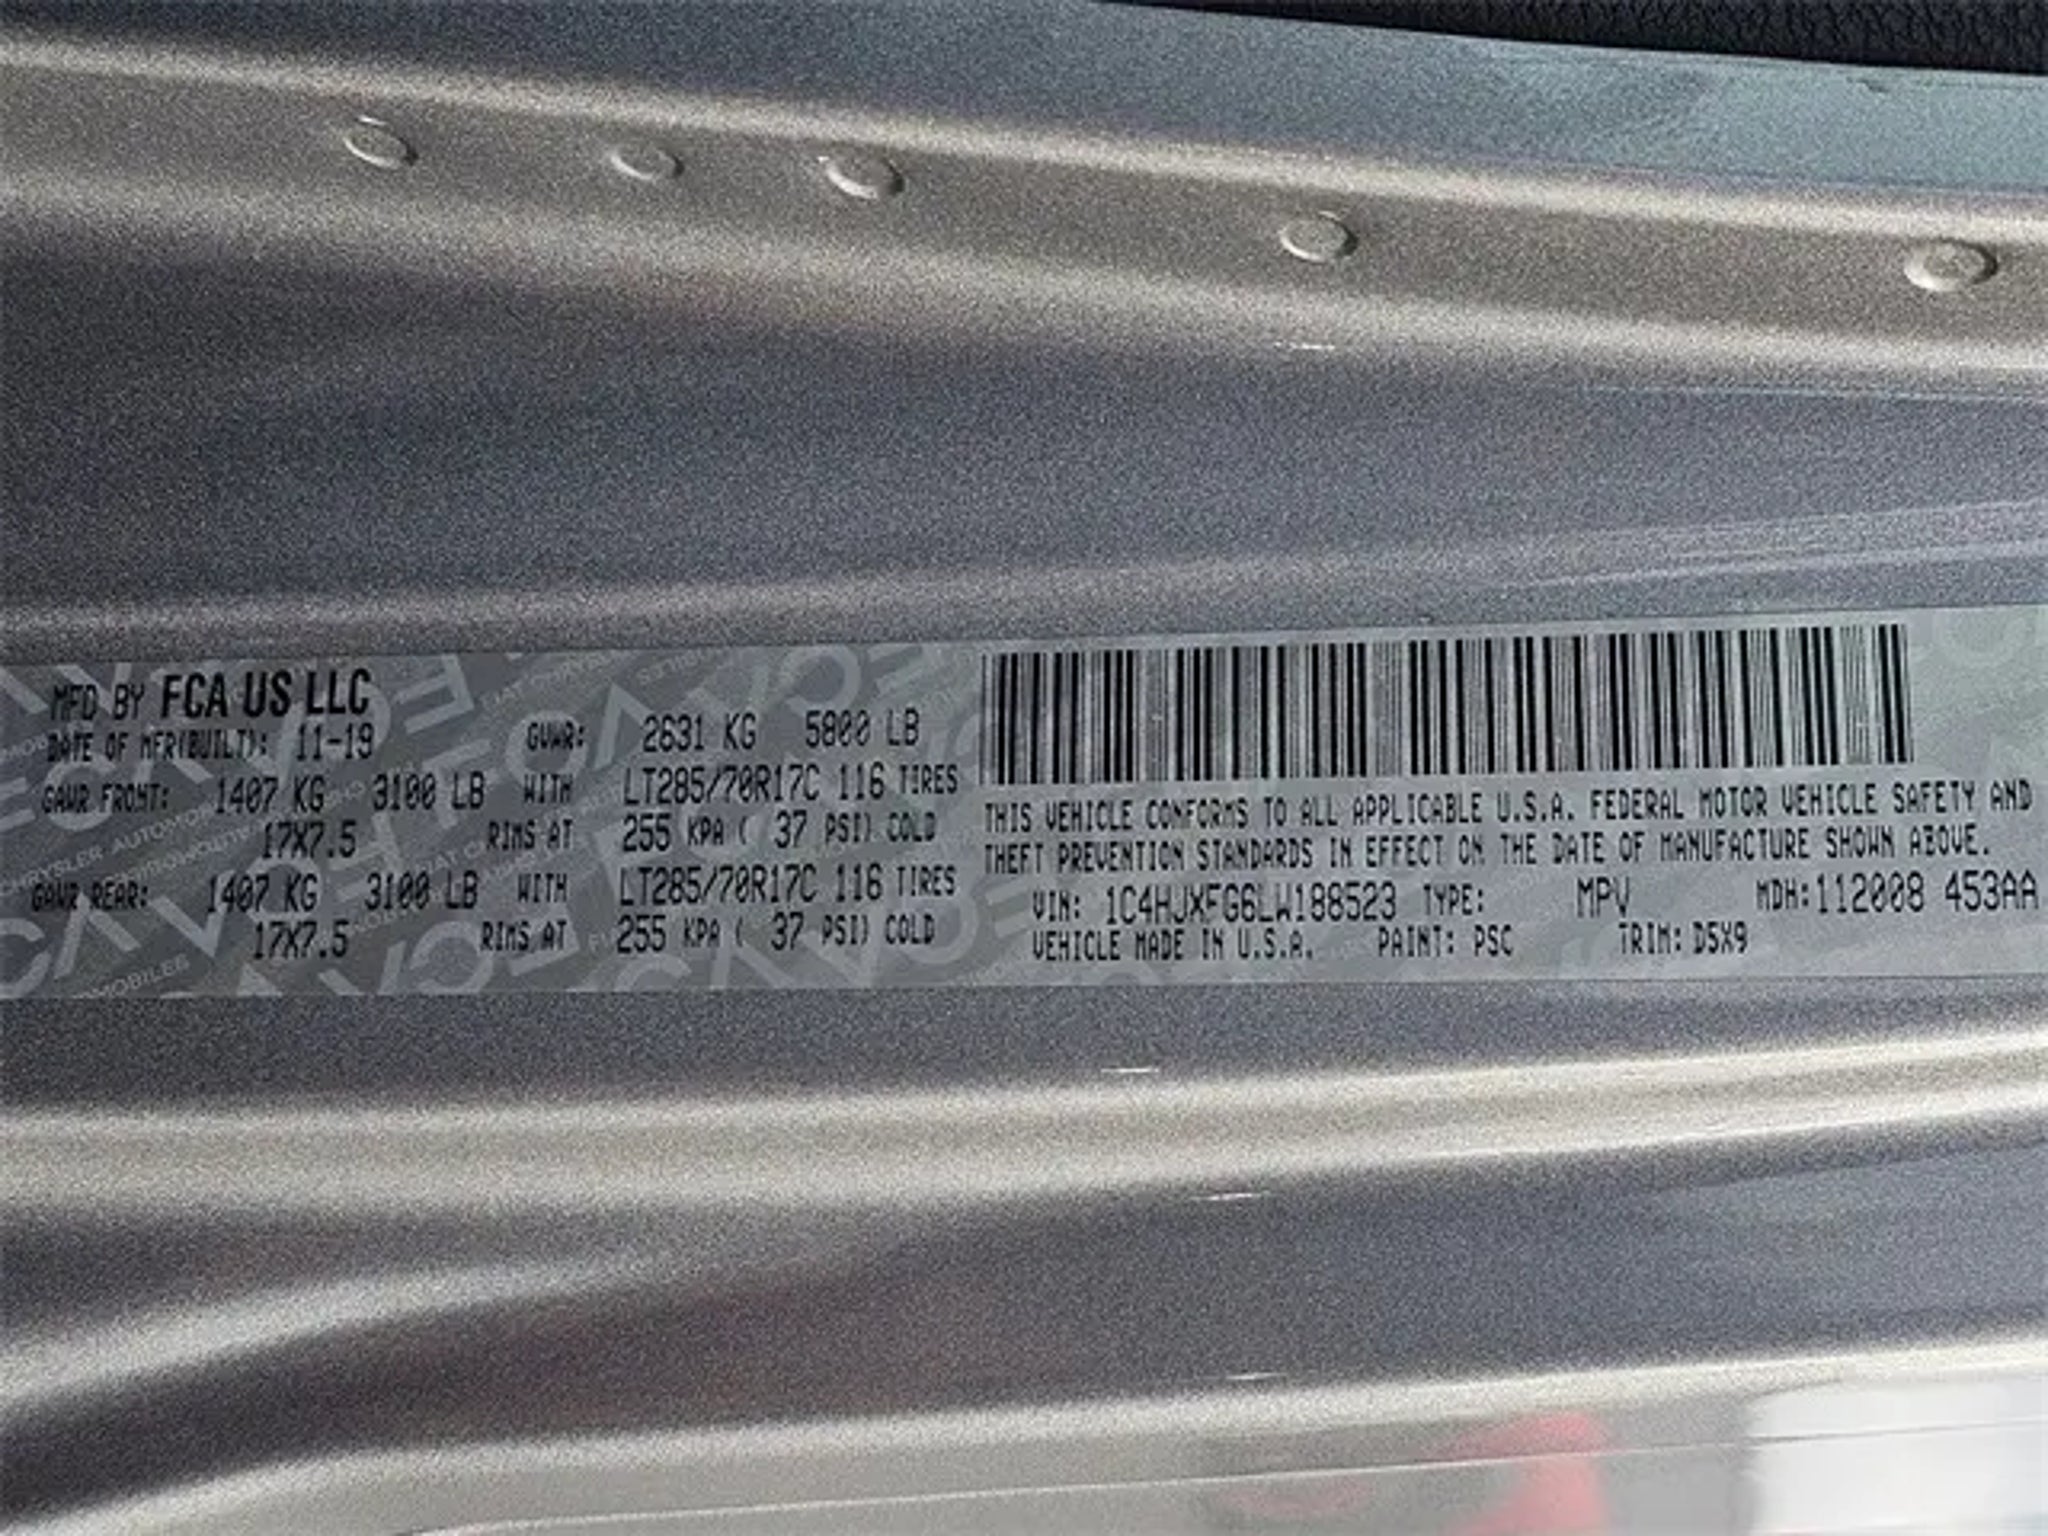 MFD BY FCA US LLC
DATE OF MFR(BUILT): 11-19 GVWR: 2631 KG 5800 LB
GAWR FRONT: 1407 KG 3100 LB WITH LT285/70R17C 116 TIRES
17X7.5 RIMS AT 255 KPA ( 37 PSI) COLD
GAWR REAR: 1407 KG 3100 LB WITH LT285/70R17C 116 TIRES
17X7.5 RIMS AT 255 KPA ( 37 PSI) COLD
THIS VEHICLE CONFORMS TO ALL APPLICABLE U.S.A. FEDERAL MOTOR VEHICLE SAFETY AND
THEFT PREVENTION STANDARDS IN EFFECT ON THE DATE OF MANUFACTURE SHOWN ABOVE.
VIN: 1C4HJXFG6LW188523 TYPE: MPV MDH:112008 453AA
VEHICLE MADE IN U.S.A. PAINT: PSC TRIM: D5X9